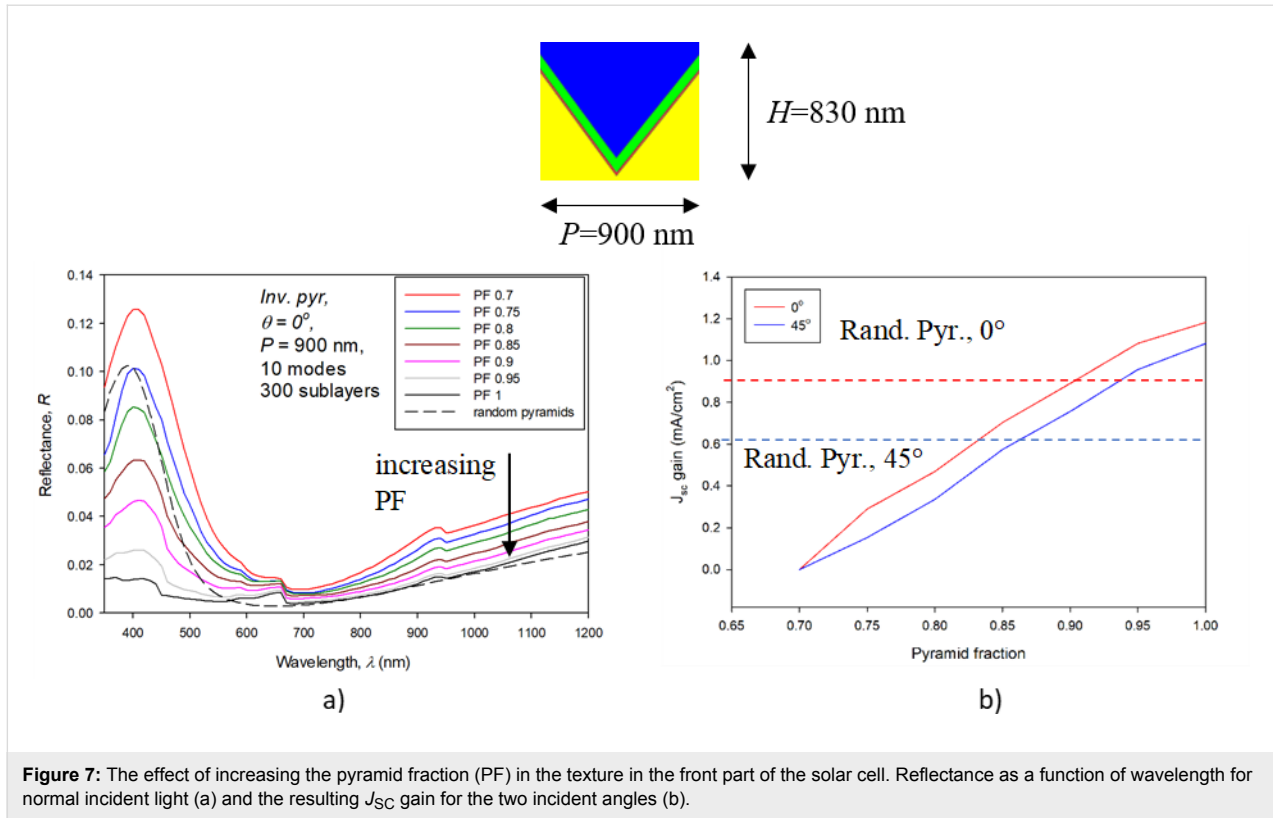 H=830 nm
P=900 nm
0.14
0.12
0.10
0.08
0.06
0.04
0.02
0.00
Reflectance, R
Inv. pyr,
θ = 0°,
P = 900 nm,
10 modes
300 sublayers
PF 0.7
PF 0.75
PF 0.8
PF 0.85
PF 0.9
PF 0.95
PF 1
random pyramids
increasing
PF
400 500 600 700 800 900 1000 1100 1200
Wavelength, λ (nm)
a)
1.4
1.2
1.0
0.8
0.6
0.4
0.2
0.0
Jsc gain (mA/cm²)
0°
45°
Rand. Pyr., 0°
Rand. Pyr., 45°
0.65 0.70 0.75 0.80 0.85 0.90 0.95 1.00
Pyramid fraction
b)
Figure 7: The effect of increasing the pyramid fraction (PF) in the texture in the front part of the solar cell. Reflectance as a function of wavelength for
normal incident light (a) and the resulting JSC gain for the two incident angles (b).